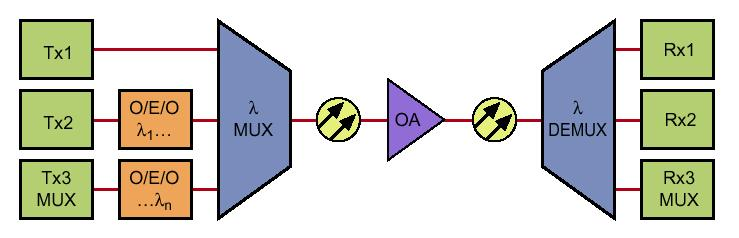 Tx1
Tx2
Tx3
MUX
O/E/O
λ1...
O/E/O
...λn
λ
MUX
OA
λ
DEMUX
Rx1
Rx2
Rx3
MUX